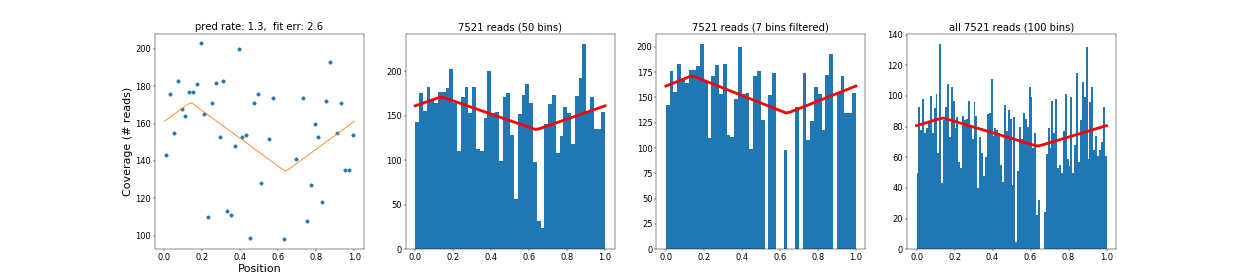 pred rate: 1.3,  fit err: 2.6
200
180
160
140
120
100
Coverage (# reads)
0.0 0.2 0.4 0.6 0.8 1.0
Position
7521 reads (50 bins)
200
150
100
50
0
0.0 0.2 0.4 0.6 0.8 1.0
7521 reads (7 bins filtered)
200
175
150
125
100
75
50
25
0
0.0 0.2 0.4 0.6 0.8 1.0
all 7521 reads (100 bins)
140
120
100
80
60
40
20
0
0.0 0.2 0.4 0.6 0.8 1.0